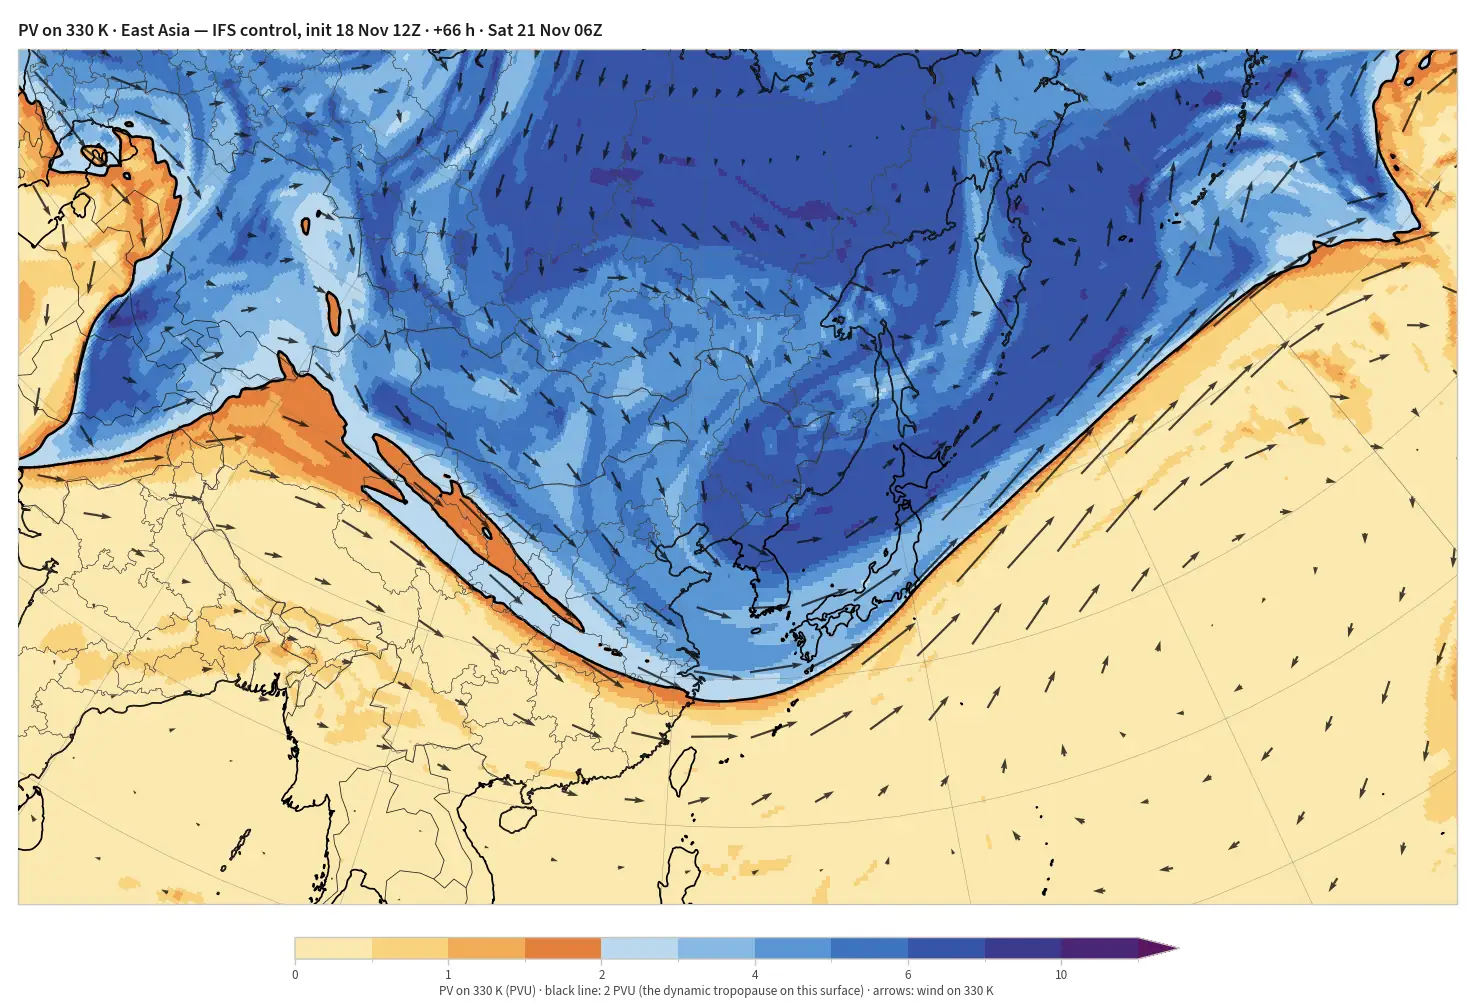 PV on 330 K · East Asia — IFS control, init 18 Nov 12Z · +66 h · Sat 21 Nov 06Z
0 1 2 4 6 10
PV on 330 K (PVU) · black line: 2 PVU (the dynamic tropopause on this surface) · arrows: wind on 330 K